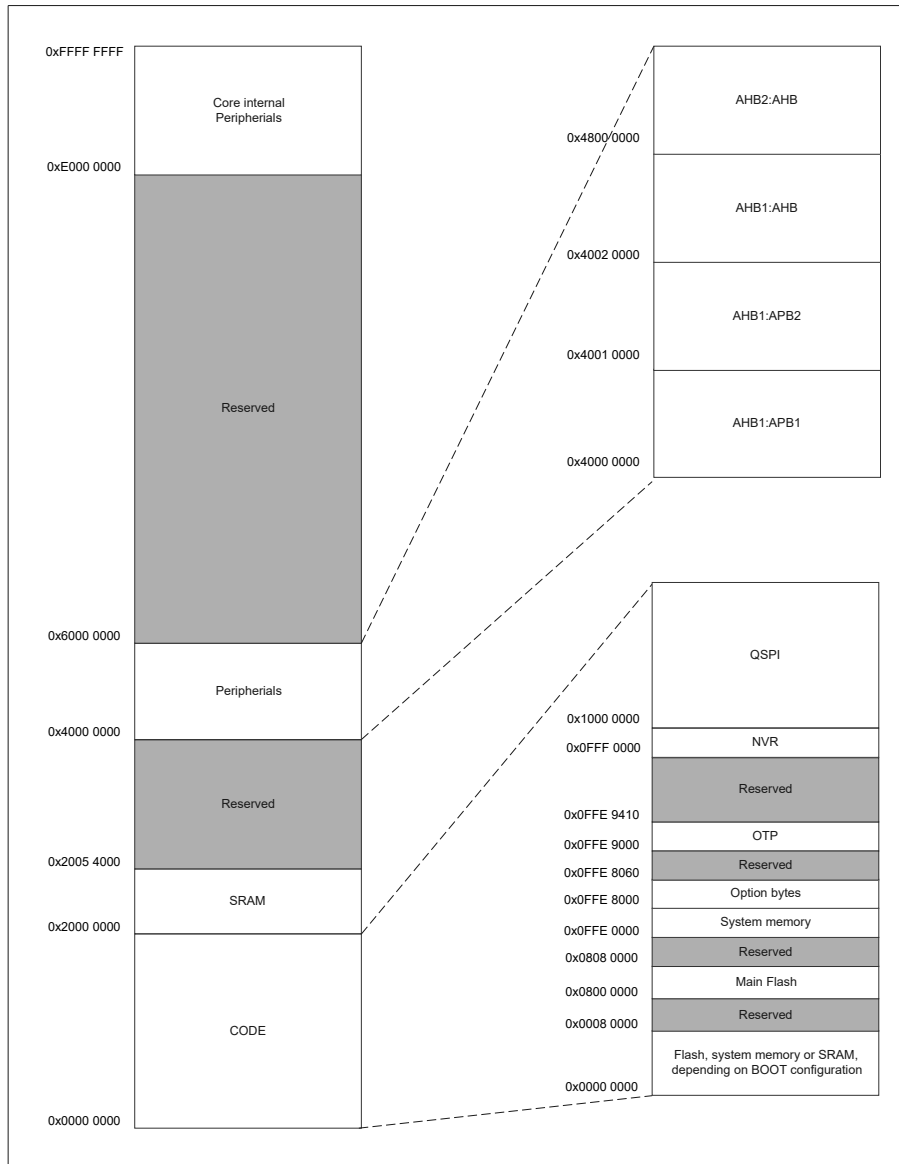 0xFFFF FFFF
Core internal
Peripherials
0xE000 0000
Reserved
0x6000 0000
Peripherials
0x4000 0000
Reserved
0x2005 4000
SRAM
0x2000 0000
CODE
0x0000 0000
AHB2:AHB
0x4800 0000
AHB1:AHB
0x4002 0000
AHB1:APB2
0x4001 0000
AHB1:APB1
0x4000 0000
QSPI
0x1000 0000
NVR
0x0FFF 0000
Reserved
0x0FFE 9410
OTP
0x0FFE 9000
Reserved
0x0FFE 8060
Option bytes
0x0FFE 8000
System memory
0x0FFE 0000
Reserved
0x0808 0000
Main Flash
0x0800 0000
Reserved
0x0008 0000
Flash, system memory or SRAM,
depending on BOOT configuration
0x0000 0000